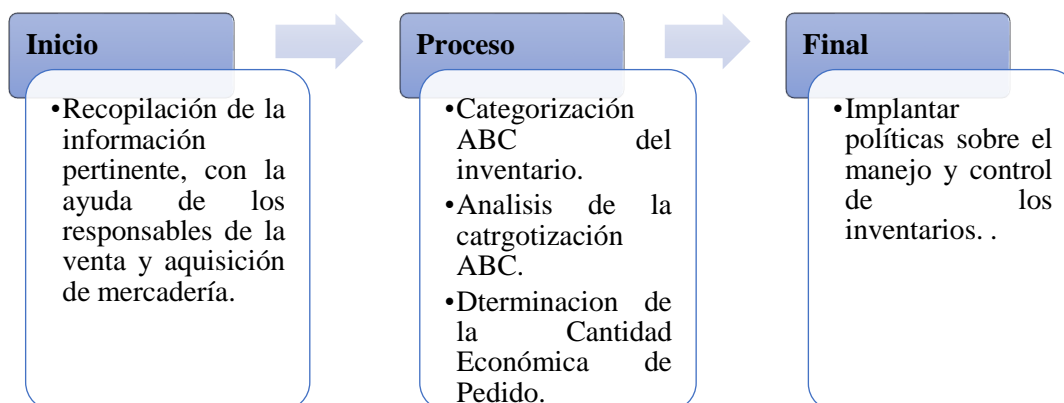 Inicio
•Recopilación de la
información
pertinente, con la
ayuda de los
responsables de la
venta y aquisición
de mercadería.
Proceso
•Categorización
ABC del
inventario.
•Analisis de la
catrgotización
ABC.
•Dterminacion de
la Cantidad
Económica de
Pedido.
Final
•Implantar
políticas sobre el
manejo y control
de los
inventarios. .